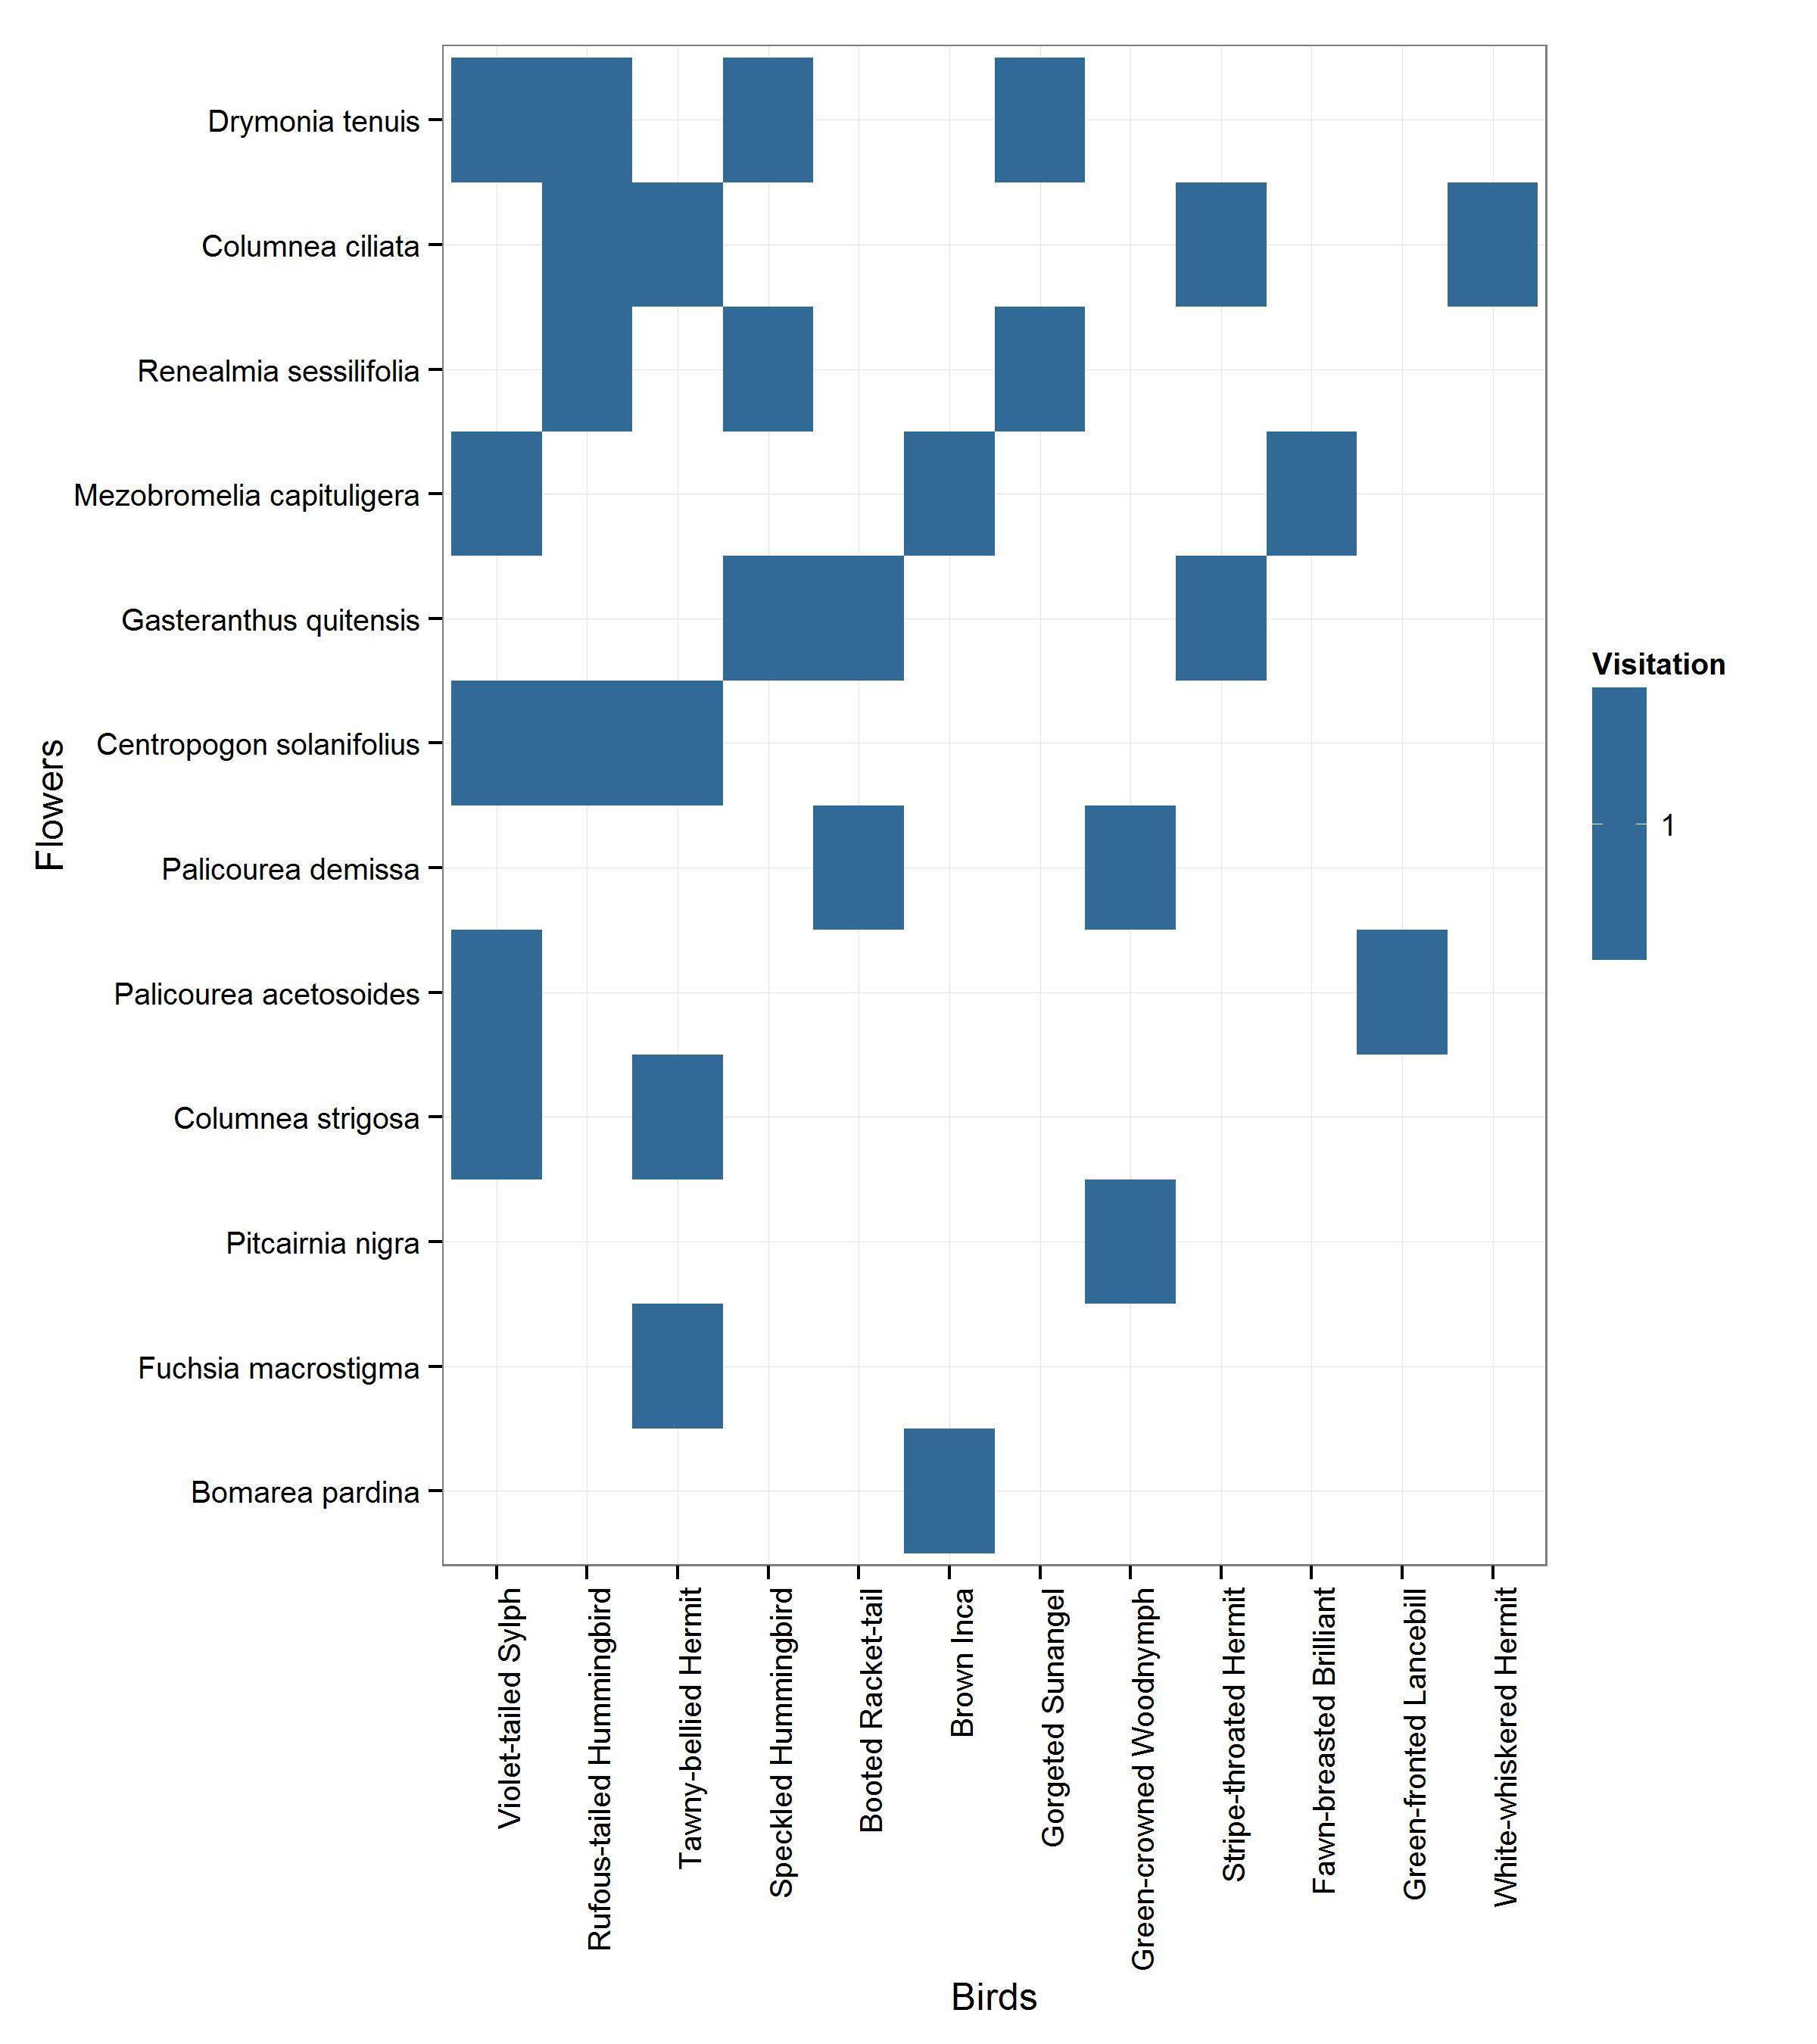 Drymonia tenuis
Columnea ciliata
Renealmia sessilifolia
Mezobromelia capituligera
Gasteranthus quitensis
Centropogon solanifolius
Palicourea demissa
Palicourea acetosoides
Columnea strigosa
Pitcairnia nigra
Fuchsia macrostigma
Bomarea pardina
Flowers
Visitation
1
Violet-tailed Sylph
Rufous-tailed Hummingbird
Tawny-bellied Hermit
Speckled Hummingbird
Booted Racket-tail
Brown Inca
Gorgeted Sunangel
Green-crowned Woodnymph
Stripe-throated Hermit
Fawn-breasted Brilliant
Green-fronted Lancebill
White-whiskered Hermit
Birds